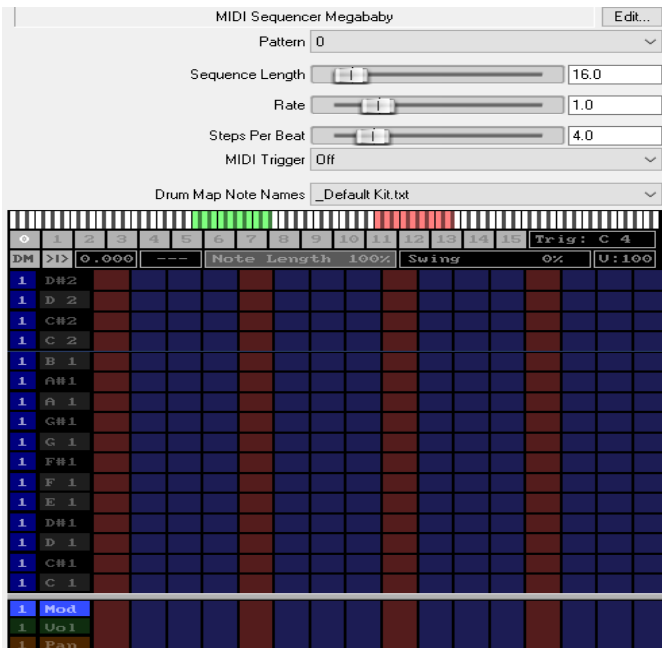 MIDI Sequencer Megababy Edit...
Pattern 0
Sequence Length 16.0
Rate 1.0
Steps Per Beat 4.0
MIDI Trigger Off
Drum Map Note Names _Default Kit.txt
0 1 2 3 4 5 6 7 8 9 10 11 12 13 14 15 Trig: C 4
DM >|> 0.000 --- Note Length 100% Swing 0% V:100
1 D#2
1 D 2
1 C#2
1 C 2
1 B 1
1 A#1
1 A 1
1 G#1
1 G 1
1 F#1
1 F 1
1 E 1
1 D#1
1 D 1
1 C#1
1 C 1
1 Mod
1 Vol
1 Pan